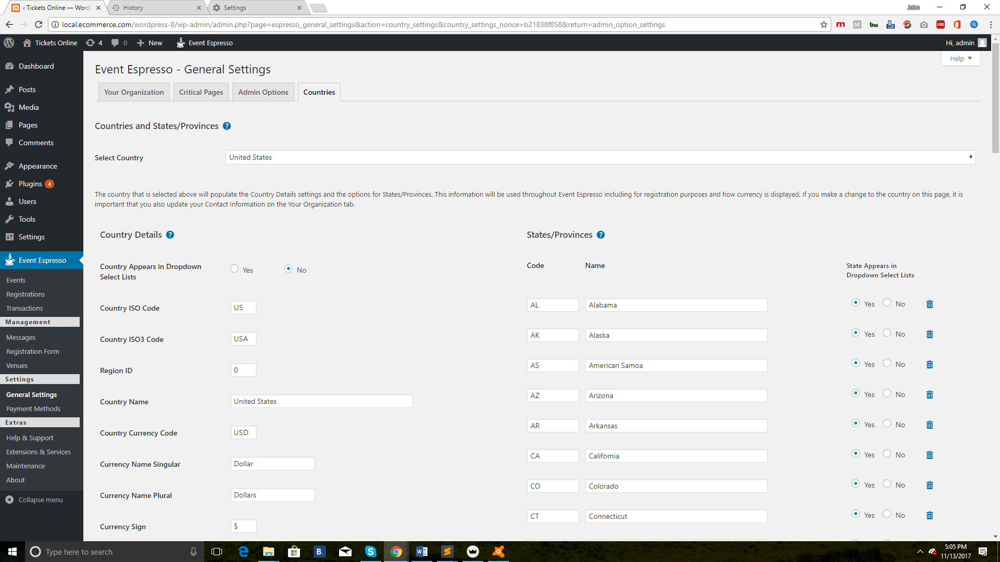 ‹ Tickets Online — Word
History
Settings
John
local.ecommerce.com/wordpress-8/wp-admin/admin.php?page=espresso_general_settings&action=country_settings&country_settings_nonce=b21838f858&return=admin_option_settings
Tickets Online
4
0
New
Event Espresso
Hi, admin
Help
Dashboard
Posts
Media
Pages
Comments
Appearance
Plugins 4
Users
Tools
Settings
Event Espresso
Events
Registrations
Transactions
Management
Messages
Registration Form
Venues
Settings
General Settings
Payment Methods
Extras
Help & Support
Extensions & Services
Maintenance
About
Collapse menu
Event Espresso - General Settings
Your Organization
Critical Pages
Admin Options
Countries
Countries and States/Provinces ?
Select Country
United States
The country that is selected above will populate the Country Details settings and the options for States/Provinces. This information will be used throughout Event Espresso including for registration purposes and how currency is displayed. If you make a change to the country on this page, it is
important that you also update your Contact Information on the Your Organization tab.
Country Details ?
Country Appears in Dropdown
Select Lists
Yes
No
Country ISO Code
US
Country ISO3 Code
USA
Region ID
0
Country Name
United States
Country Currency Code
USD
Currency Name Singular
Dollar
Currency Name Plural
Dollars
Currency Sign
$
States/Provinces ?
Code
Name
State Appears in
Dropdown Select Lists
AL Alabama Yes No
AK Alaska Yes No
AS American Samoa Yes No
AZ Arizona Yes No
AR Arkansas Yes No
CA California Yes No
CO Colorado Yes No
CT Connecticut Yes No
Type here to search
5:05 PM
11/13/2017